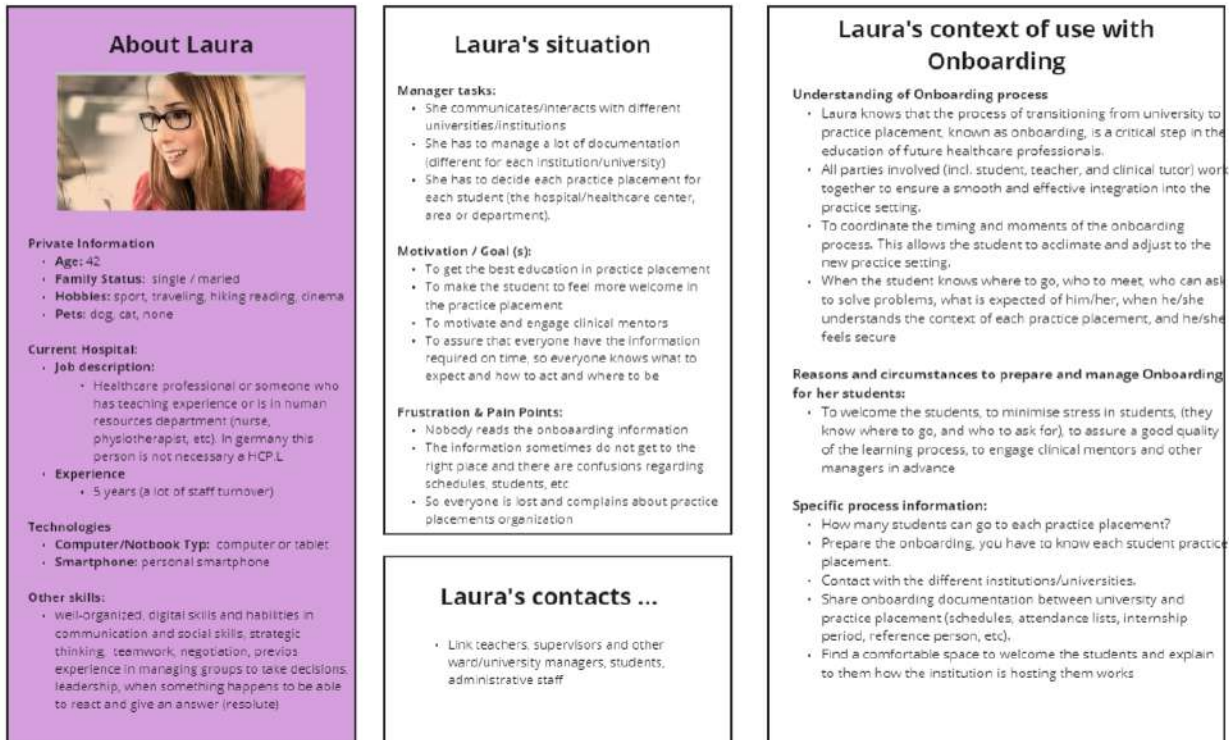 About Laura
Private Information
Age: 42
Family Status: single / maried
Hobbies: sport, traveling, hiking reading, cinema
Pets: dog, cat, none
Current Hospital:
Job description:
Healthcare professional or someone who
has teaching experience or is in human
resources department (nurse,
physiotherapist, etc). In germany this
person is not necessary a HCP.L
Experience
5 years (a lot of staff turnover)
Technologies
Computer/Notbook Typ: computer or tablet
Smartphone: personal smartphone
Other skills:
well-organized, digital skills and habilities in
communication and social skills, strategic
thinking, teamwork, negotiation, previos
experience in managing groups to take decisions,
leadership, when something happens to be able
to react and give an answer (resolute)
Laura's situation
Manager tasks:
She communicates/interacts with different
universities/institutions
She has to manage a lot of documentation
(different for each institution/university)
She has to decide each practice placement for
each student (the hospital/healthcare center,
area or department).
Motivation / Goal (s):
To get the best education in practice placement
To make the student to feel more welcome in
the practice placement
To motivate and engage clinical mentors
To assure that everyone have the information
required on time, so everyone knows what to
expect and how to act and where to be
Frustration & Pain Points:
Nobody reads the onboaarding information
The information sometimes do not get to the
right place and there are confusions regarding
schedules, students, etc
So everyone is lost and complains about practice
placements organization
Laura's contacts ...
Link teachers, supervisors and other
ward/university managers, students,
administrative staff
Laura's context of use with
Onboarding
Understanding of Onboarding process
Laura knows that the process of transitioning from university to
practice placement, known as onboarding, is a critical step in the
education of future healthcare professionals.
All parties involved (incl. student, teacher, and clinical tutor) work
together to ensure a smooth and effective integration into the
practice setting.
To coordinate the timing and moments of the onboarding
process. This allows the student to acclimate and adjust to the
new practice setting.
When the student knows where to go, who to meet, who can ask
to solve problems, what is expected of him/her, when he/she
understands the context of each practice placement, and he/she
feels secure
Reasons and circumstances to prepare and manage Onboarding
for her students:
To welcome the students, to minimise stress in students, (they
know where to go, and who to ask for), to assure a good quality
of the learning process, to engage clinical mentors and other
managers in advance
Specific process information:
How many students can go to each practice placement?
Prepare the onboarding, you have to know each student practice
placement.
Contact with the different institutions/universities.
Share onboarding documentation between university and
practice placement (schedules, attendance lists, internship
period, reference person, etc).
Find a comfortable space to welcome the students and explain
to them how the institution is hosting them works